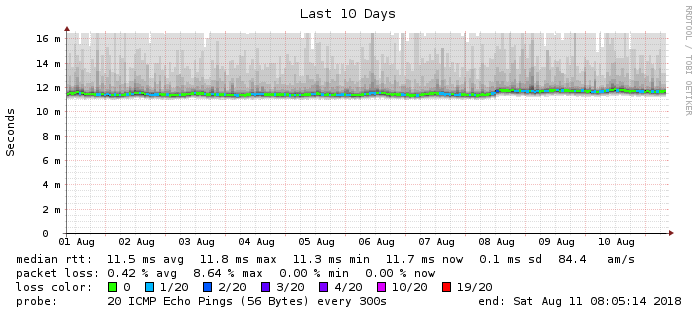 Last 10 Days
RRDTOOL / TOBI OETIKER
Seconds
16 m
14 m
12 m
10 m
8 m
6 m
4 m
2 m
0
01 Aug 02 Aug 03 Aug 04 Aug 05 Aug 06 Aug 07 Aug 08 Aug 09 Aug 10 Aug
median rtt: 11.5 ms avg 11.8 ms max 11.3 ms min 11.7 ms now 0.1 ms sd 84.4 am/s
packet loss: 0.42 % avg 8.64 % max 0.00 % min 0.00 % now
loss color: 0 1/20 2/20 3/20 4/20 10/20 19/20
probe: 20 ICMP Echo Pings (56 Bytes) every 300s end: Sat Aug 11 08:05:14 2018